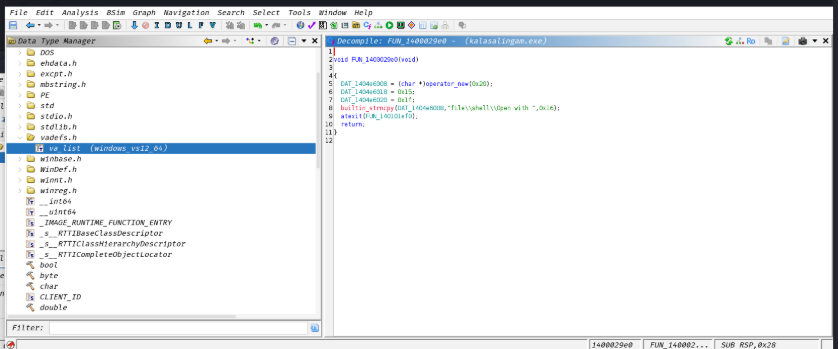 File Edit Analysis BSim Graph Navigation Search Select Tools Window Help
I D U L F V
Data Type Manager
DOS
ehdata.h
excpt.h
mbstring.h
PE
std
stdio.h
stdlib.h
vadefs.h
va_list (windows_vs12_64)
winbase.h
WinDef.h
winnt.h
winreg.h
__int64
__uint64
_IMAGE_RUNTIME_FUNCTION_ENTRY
_s__RTTIBaseClassDescriptor
_s__RTTIClassHierarchyDescriptor
_s__RTTICompleteObjectLocator
bool
byte
char
CLIENT_ID
double
Filter:
Decompile: FUN_1400029e0 - (kalasalingam.exe)
Ro
1
2 void FUN_1400029e0(void)
3
4 {
5 DAT_1404e6008 = (char *)operator_new(0x20);
6 DAT_1404e6018 = 0x15;
7 DAT_1404e6020 = 0x1f;
8 builtin_strncpy(DAT_1404e6008,"file\\shell\\Open with ",0x16);
9 atexit(FUN_140101ef0);
10 return;
11 }
12
1400029e0
FUN_140002...
SUB RSP,0x28